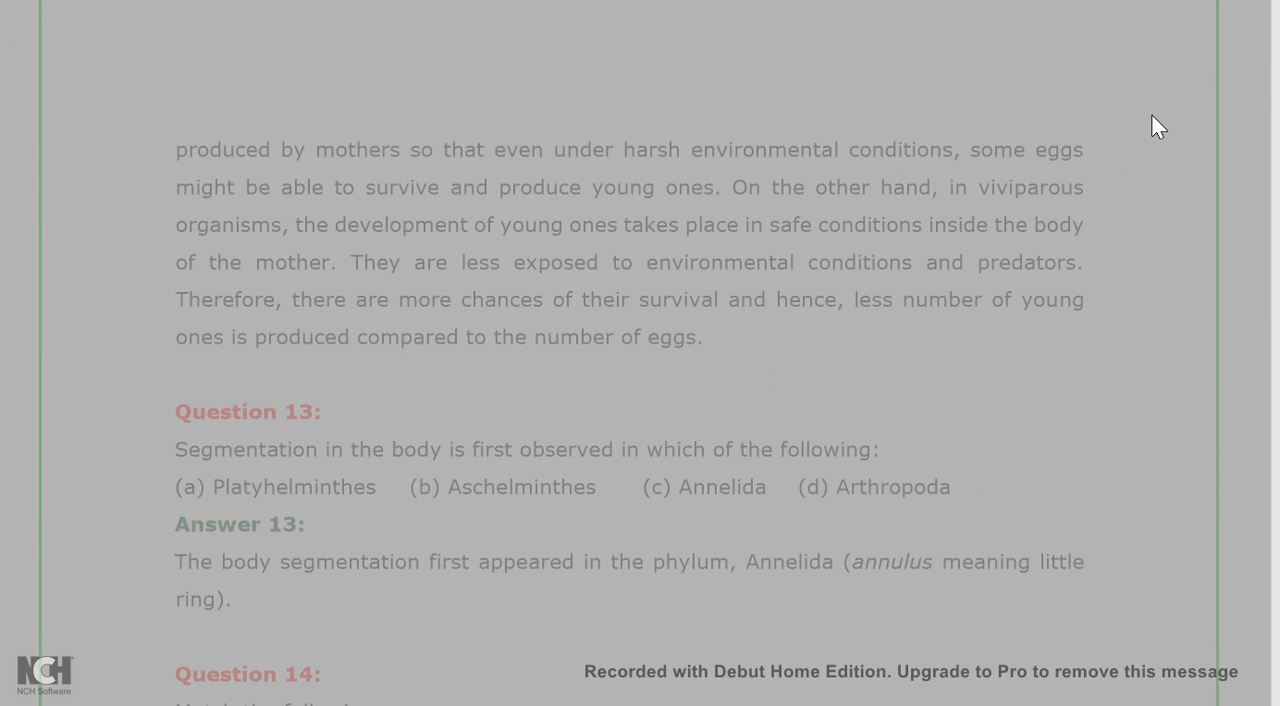 produced by mothers so that even under harsh environmental conditions, some eggs
might be able to survive and produce young ones. On the other hand, in viviparous
organisms, the development of young ones takes place in safe conditions inside the body
of the mother. They are less exposed to environmental conditions and predators.
Therefore, there are more chances of their survival and hence, less number of young
ones is produced compared to the number of eggs.
Question 13:
Segmentation in the body is first observed in which of the following:
(a) Platyhelminthes (b) Aschelminthes (c) Annelida (d) Arthropoda
Answer 13:
The body segmentation first appeared in the phylum, Annelida (annulus meaning little
ring).
Question 14:
NCH
NCH Software
Recorded with Debut Home Edition. Upgrade to Pro to remove this message